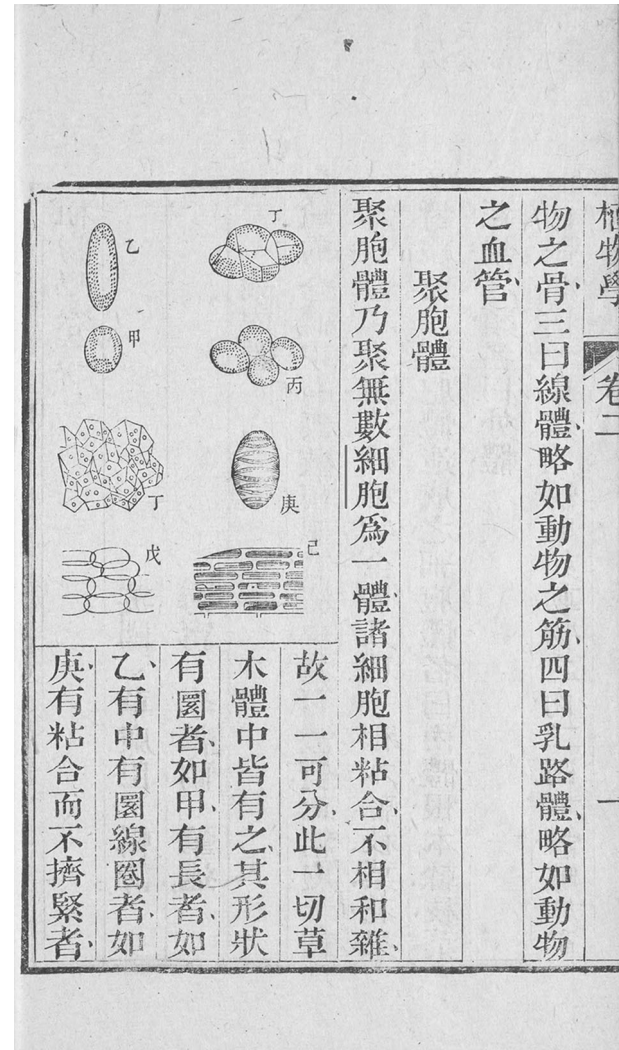 植物學 卷二 一
物之骨三曰線體略如動物之筋四曰乳路體略如動物
之血管
聚胞體
聚胞體乃聚無數細胞爲一體諸細胞相粘合不相和雜
故一一可分此一切草
木體中皆有之其形狀
有圜者如甲有長者如
乙有中有圜線圈者如
庚有粘合而不擠緊者
丁
丙
庚
己
乙
甲
丁
戊